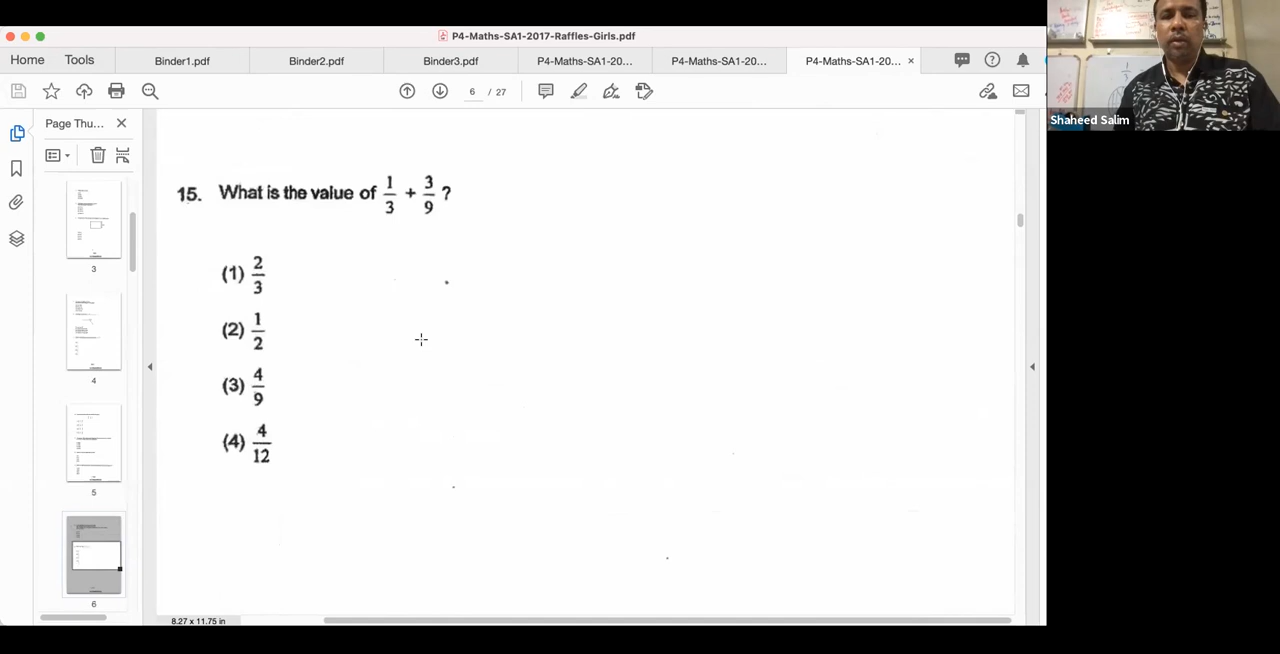 P4-Maths-SA1-2017-Raffles-Girls.pdf
Home Tools Binder1.pdf Binder2.pdf Binder3.pdf P4-Maths-SA1-20... P4-Maths-SA1-20... P4-Maths-SA1-20... ×
6 / 27
Page Thu... ×
3
4
5
6
15. What is the value of 1/3 + 3/9 ?
(1) 2/3
(2) 1/2
(3) 4/9
(4) 4/12
8.27 x 11.75 in
Shaheed Salim
1/3